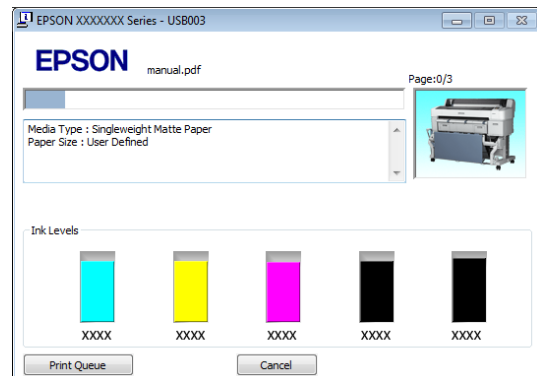 EPSON XXXXXXX Series - USB003
EPSON
manual.pdf
Page:0/3
Media Type : Singleweight Matte Paper
Paper Size : User Defined
Ink Levels
XXXX XXXX XXXX XXXX XXXX
Print Queue Cancel